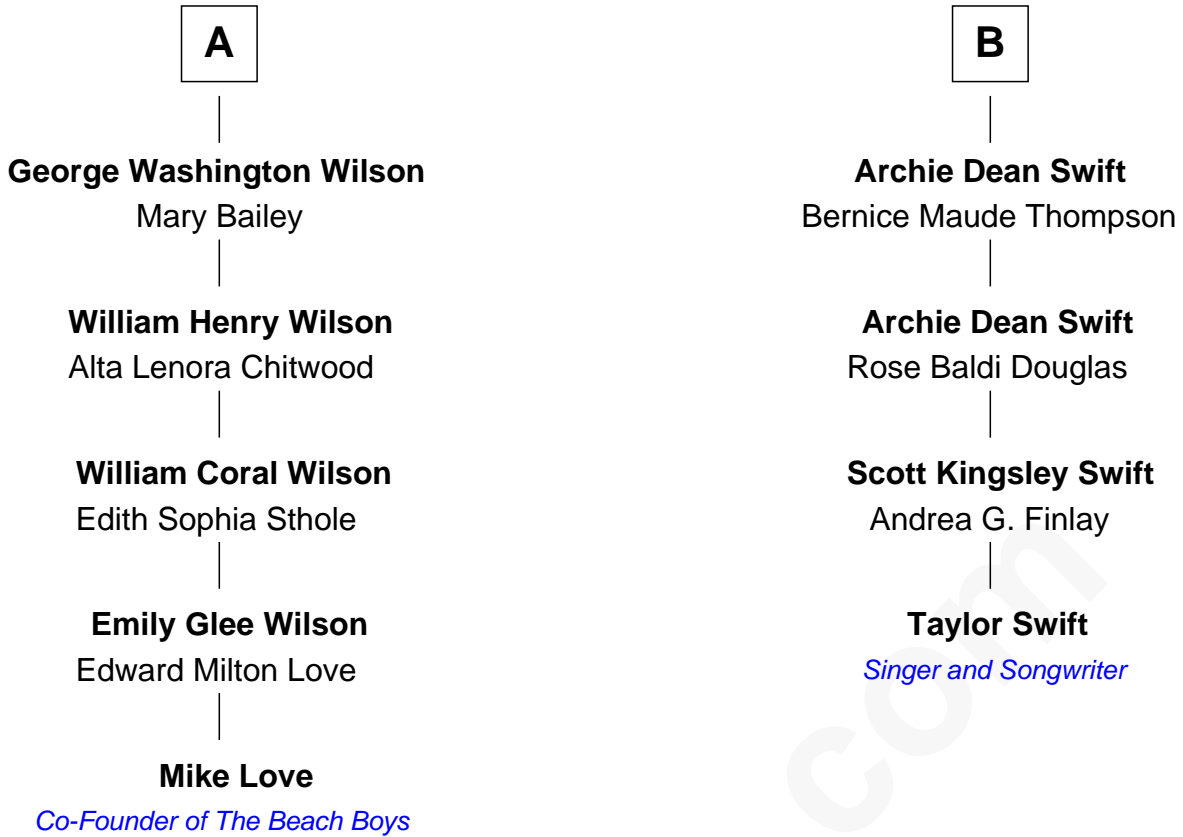 A
George Washington Wilson
Mary Bailey
William Henry Wilson
Alta Lenora Chitwood
William Coral Wilson
Edith Sophia Sthole
Emily Glee Wilson
Edward Milton Love
Mike Love
Co-Founder of The Beach Boys
B
Archie Dean Swift
Bernice Maude Thompson
Archie Dean Swift
Rose Baldi Douglas
Scott Kingsley Swift
Andrea G. Finlay
Taylor Swift
Singer and Songwriter
com